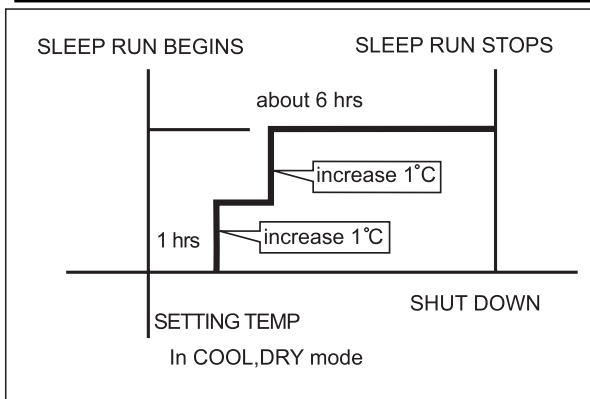 SLEEP RUN BEGINS
SLEEP RUN STOPS
about 6 hrs
increase 1°C
1 hrs
increase 1°C
SHUT DOWN
SETTING TEMP
In COOL,DRY mode